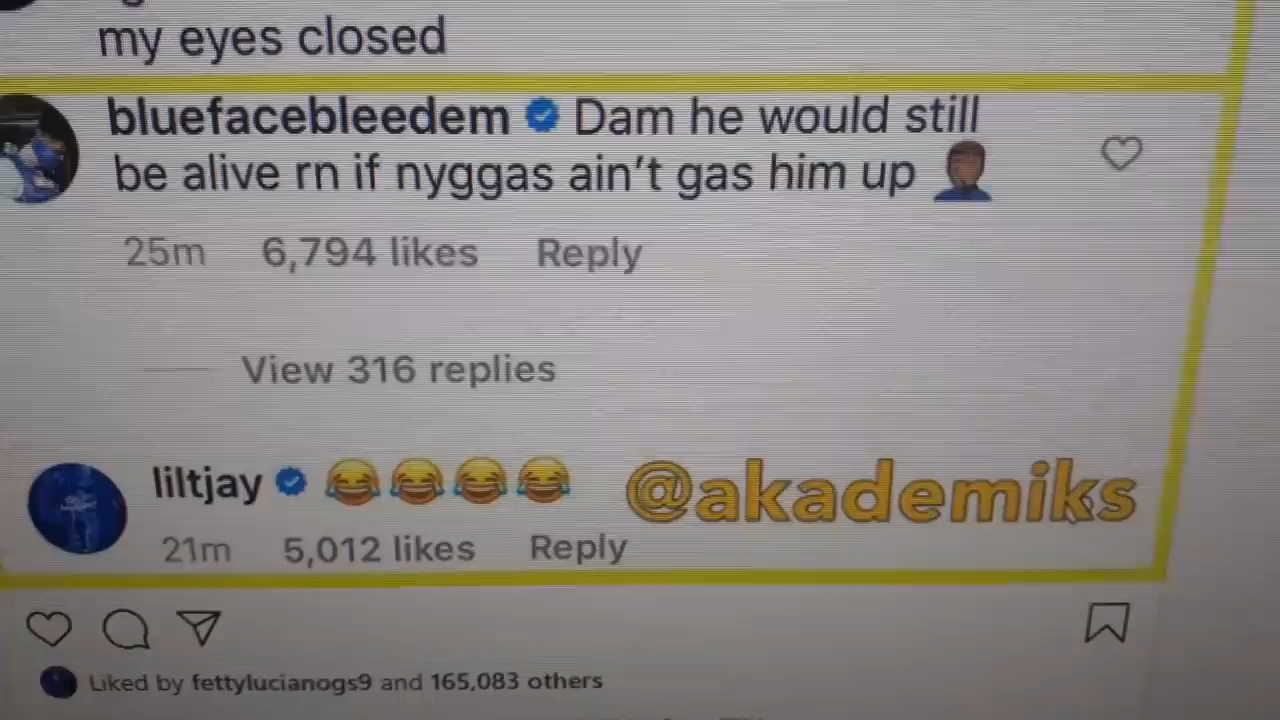 my eyes closed
bluefacebleedem Dam he would still
be alive rn if nyggas ain't gas him up 🤦🏾‍♂️
25m 6,794 likes Reply
View 316 replies
liltjay 😂😂😂😂 @akademiks
21m 5,012 likes Reply
Liked by fettylucianogs9 and 165,083 others